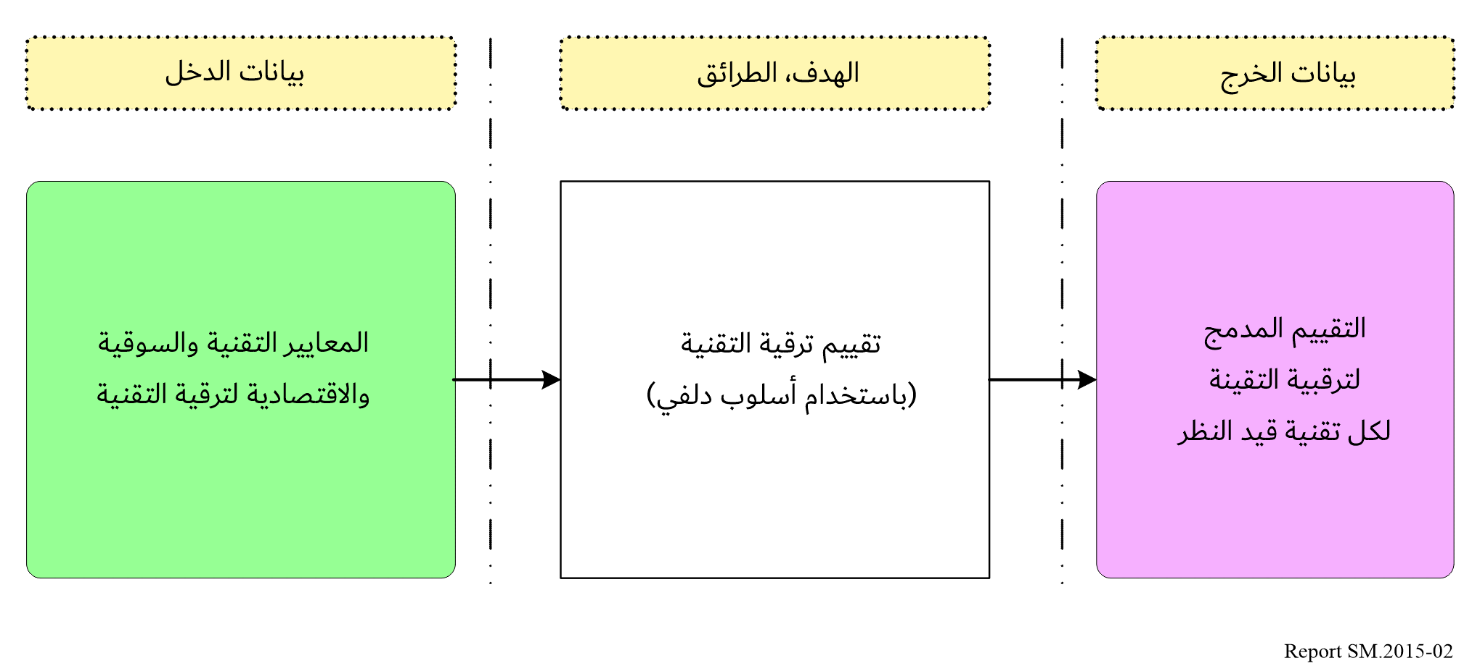 بيانات الدخل
الهدف، الطرائق
بيانات الخرج
المعايير التقنية والسوقية
والاقتصادية لترقية التقنية
تقييم ترقية التقنية
(باستخدام أسلوب دلفي)
التقييم المدمج
لترقبية التقينة
لكل تقنية قيد النظر
Report SM.2015-02